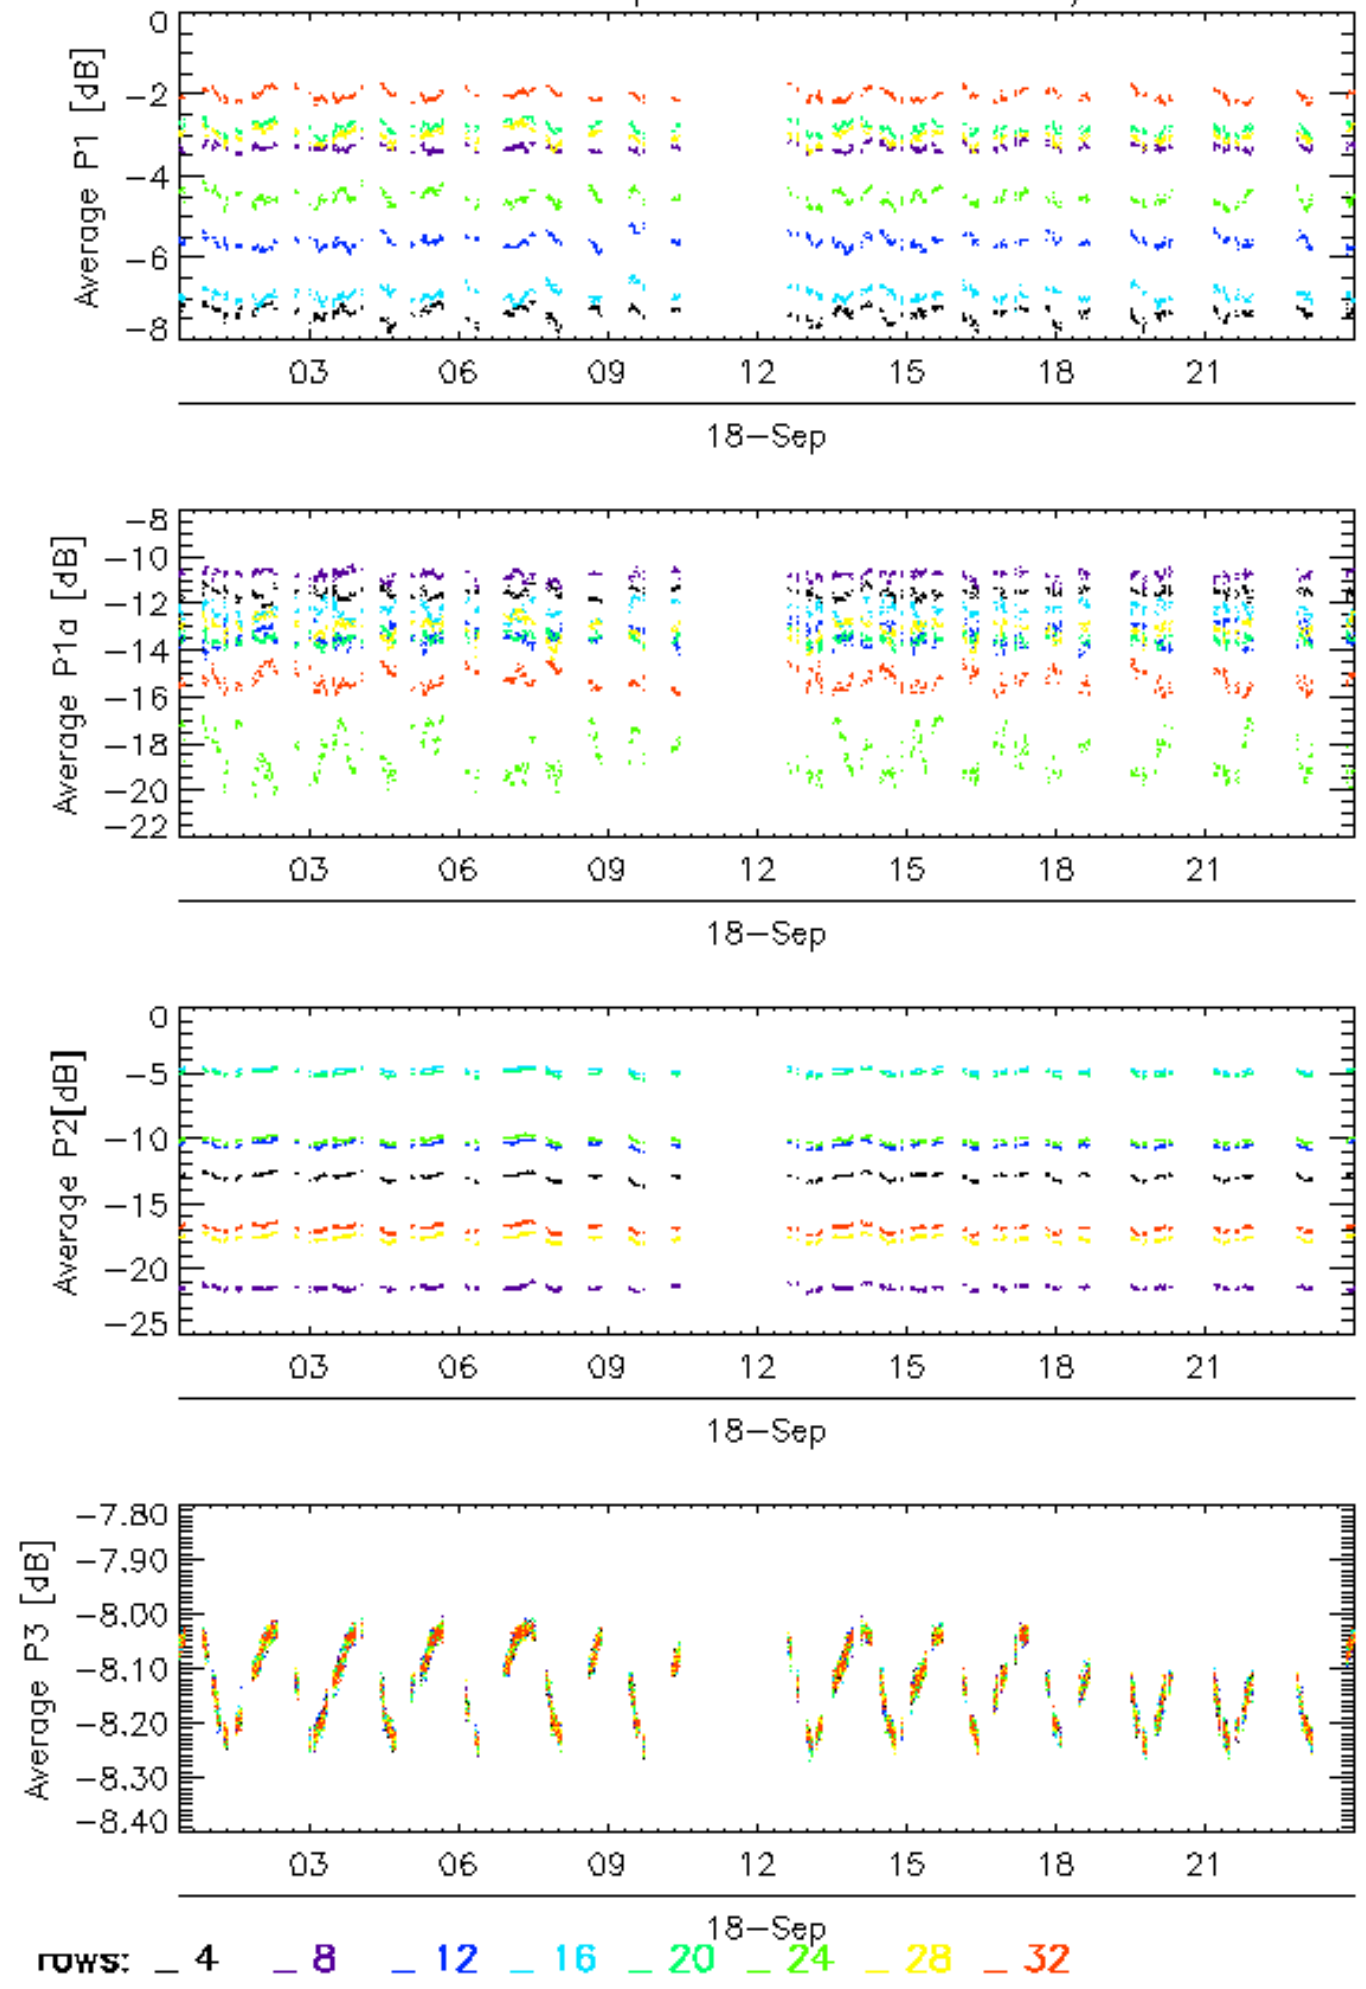 0
−2
−4
−6
−8
Average P1 [dB]
03 06 09 12 15 18 21
18−Sep
−8
−10
−12
−14
−16
−18
−20
−22
Average P1a [dB]
03 06 09 12 15 18 21
18−Sep
0
−5
−10
−15
−20
−25
Average P2[dB]
03 06 09 12 15 18 21
18−Sep
−7.80
−7.90
−8.00
−8.10
−8.20
−8.30
−8.40
Average P3 [dB]
03 06 09 12 15 18 21
18−Sep
rows: _ 4 _ 8 _ 12 _ 16 _ 20 _ 24 _ 28 _ 32